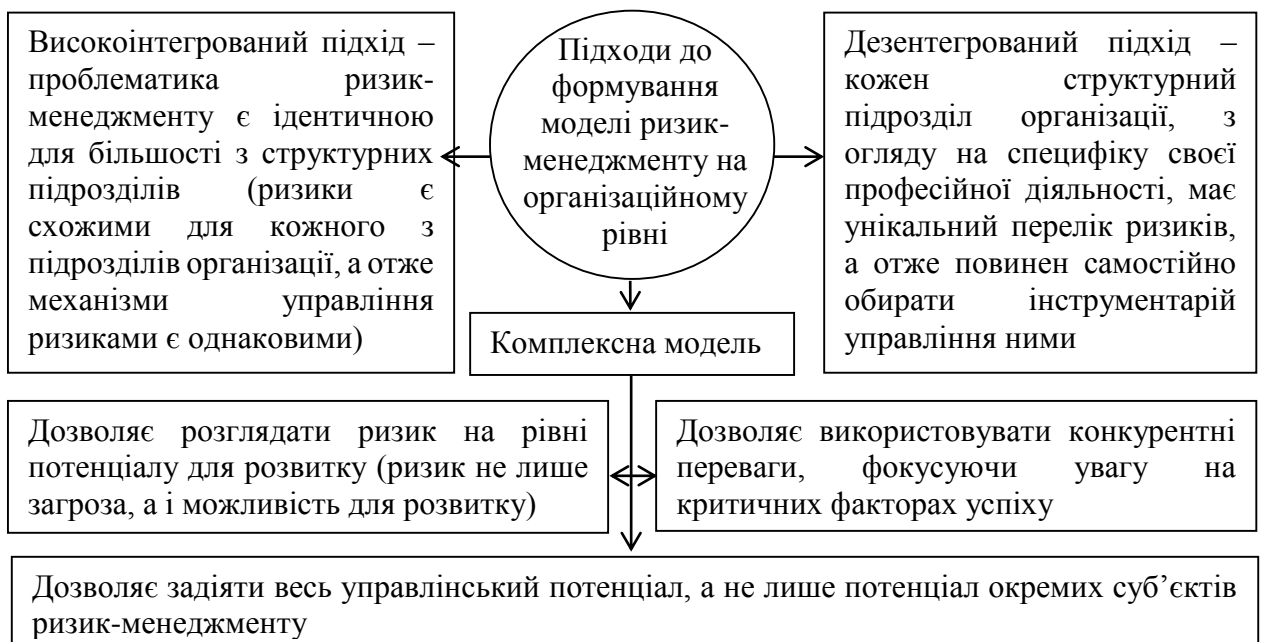 Високоінтегрований підхід –
проблематика ризик-
менеджменту є ідентичною
для більшості з структурних
підрозділів (ризики є
схожими для кожного з
підрозділів організації, а отже
механізми управління
ризиками є однаковими)
Підходи до
формування
моделі ризик-
менеджменту на
організаційному
рівні
Дезентегрований підхід –
кожен структурний
підрозділ організації, з
огляду на специфіку своєї
професійної діяльності, має
унікальний перелік ризиків,
а отже повинен самостійно
обирати інструментарій
управління ними
Комплексна модель
Дозволяє розглядати ризик на рівні
потенціалу для розвитку (ризик не лише
загроза, а і можливість для розвитку)
Дозволяє використовувати конкурентні
переваги, фокусуючи увагу на
критичних факторах успіху
Дозволяє задіяти весь управлінський потенціал, а не лише потенціал окремих суб’єктів
ризик-менеджменту